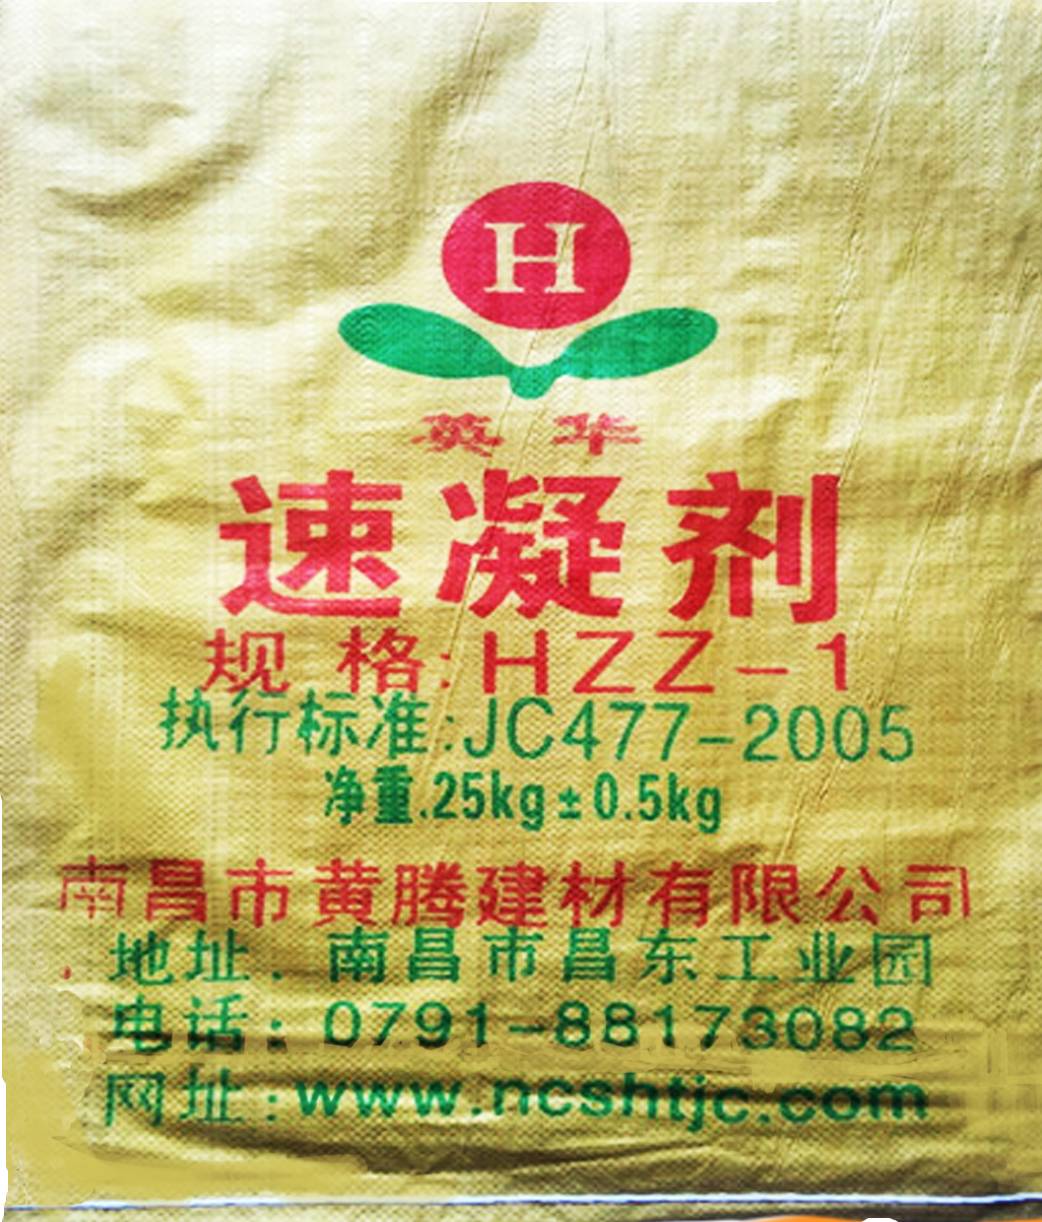 H
英华
速凝剂
规格:HZZ-1
执行标准:JC477-2005
净重.25kg±0.5kg
南昌市黄腾建材有限公司
地址.南昌市昌东工业园
电话:0791-88173082
网址:www.ncshtjc.com